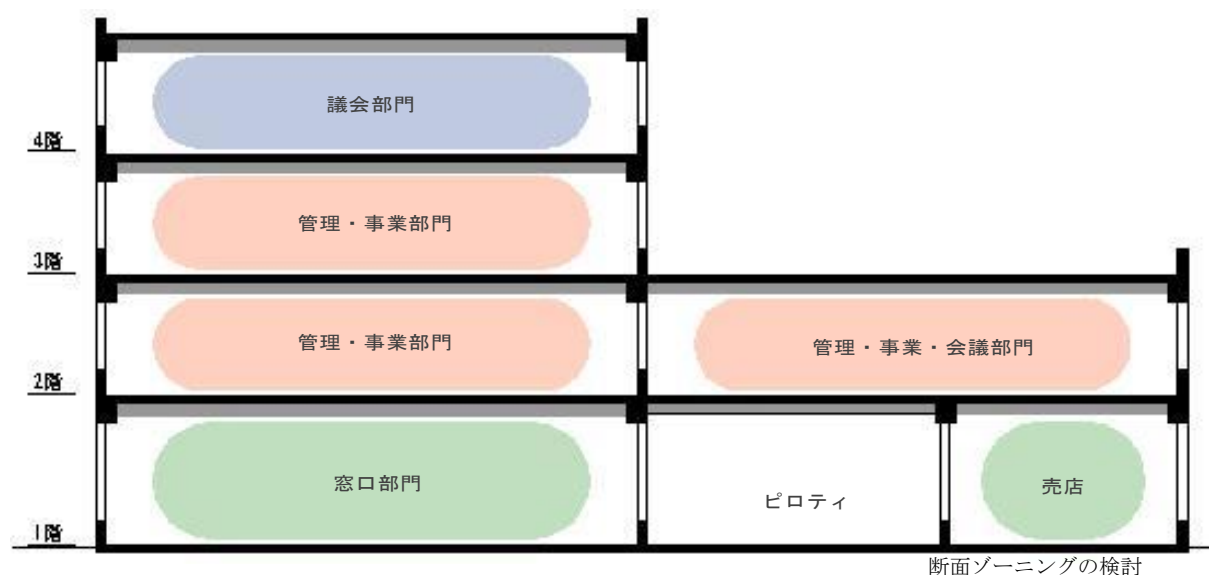 議会部門
4階
管理・事業部門
3階
管理・事業部門
管理・事業・会議部門
2階
窓口部門
ピロティ
売店
1階
断面ゾーニングの検討